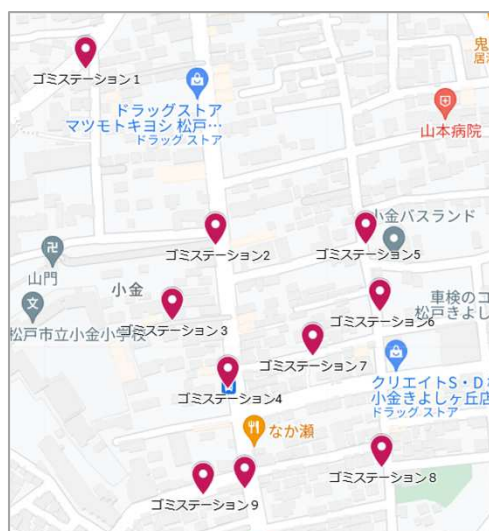 鬼
居酒
ゴミステーション1
ドラッグストア
マツモトキヨシ 松戸…
ドラッグ ストア
山本病院
小金バスランド
ゴミステーション2
ゴミステーション5
山門
小金
車検のコ
松戸きよし
ゴミステーション6
ゴミステーション3
松戸市立小金小学校
ゴミステーション7
クリエイトS・D
小金きよしヶ丘店
ドラッグ ストア
ゴミステーション4
なか瀬
ゴミステーション8
ゴミステーション9